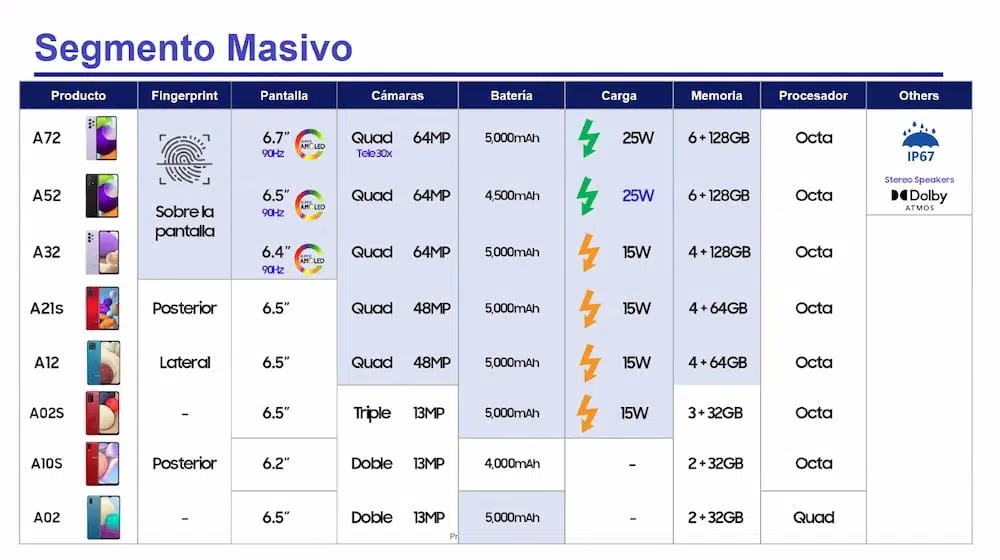 Segmento Masivo
Producto Fingerprint Pantalla Cámaras Batería Carga Memoria Procesador Others
A72 6.7” Quad 64MP 5,000mAh 25W 6 + 128GB Octa
90Hz AMOLED Tele30x
IP67
Stereo Speakers
A52 6.5” Quad 64MP 4,500mAh 25W 6 + 128GB Octa
Dolby
ATMOS
90Hz AMOLED
Sobre la
pantalla
A32 6.4” Quad 64MP 5,000mAh 15W 4 + 128GB Octa
90Hz AMOLED
A21s Posterior 6.5” Quad 48MP 5,000mAh 15W 4 + 64GB Octa
A12 Lateral 6.5” Quad 48MP 5,000mAh 15W 4 + 64GB Octa
A02S - 6.5” Triple 13MP 5,000mAh 15W 3 + 32GB Octa
A10S Posterior 6.2” Doble 13MP 4,000mAh - 2 + 32GB Octa
A02 - 6.5” Doble 13MP 5,000mAh - 2 + 32GB Quad
Pr